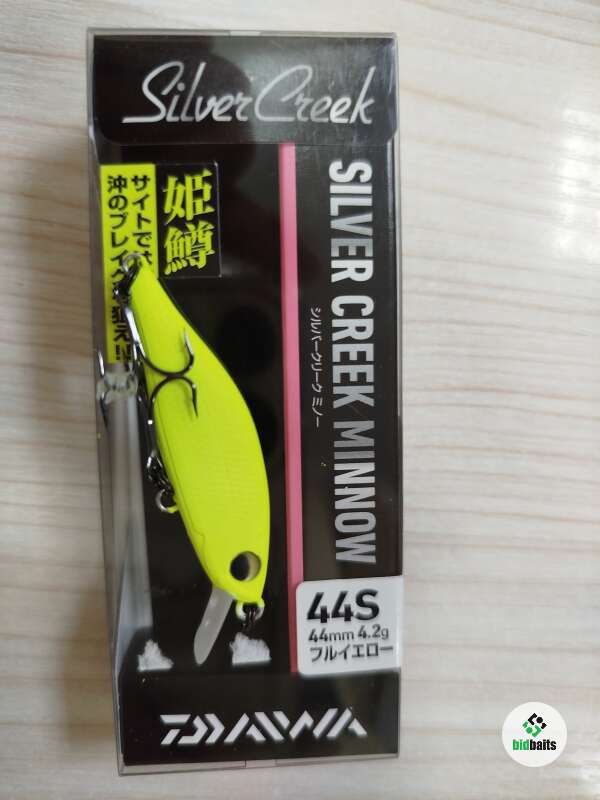 Silver Creek
姫鱒
サイトでは
沖のブレイクを狙え!!
SILVER CREEK MINNOW
シルバークリーク ミノー
44S
44mm 4.2g
フルイエロー
DAIWA
bidbaits